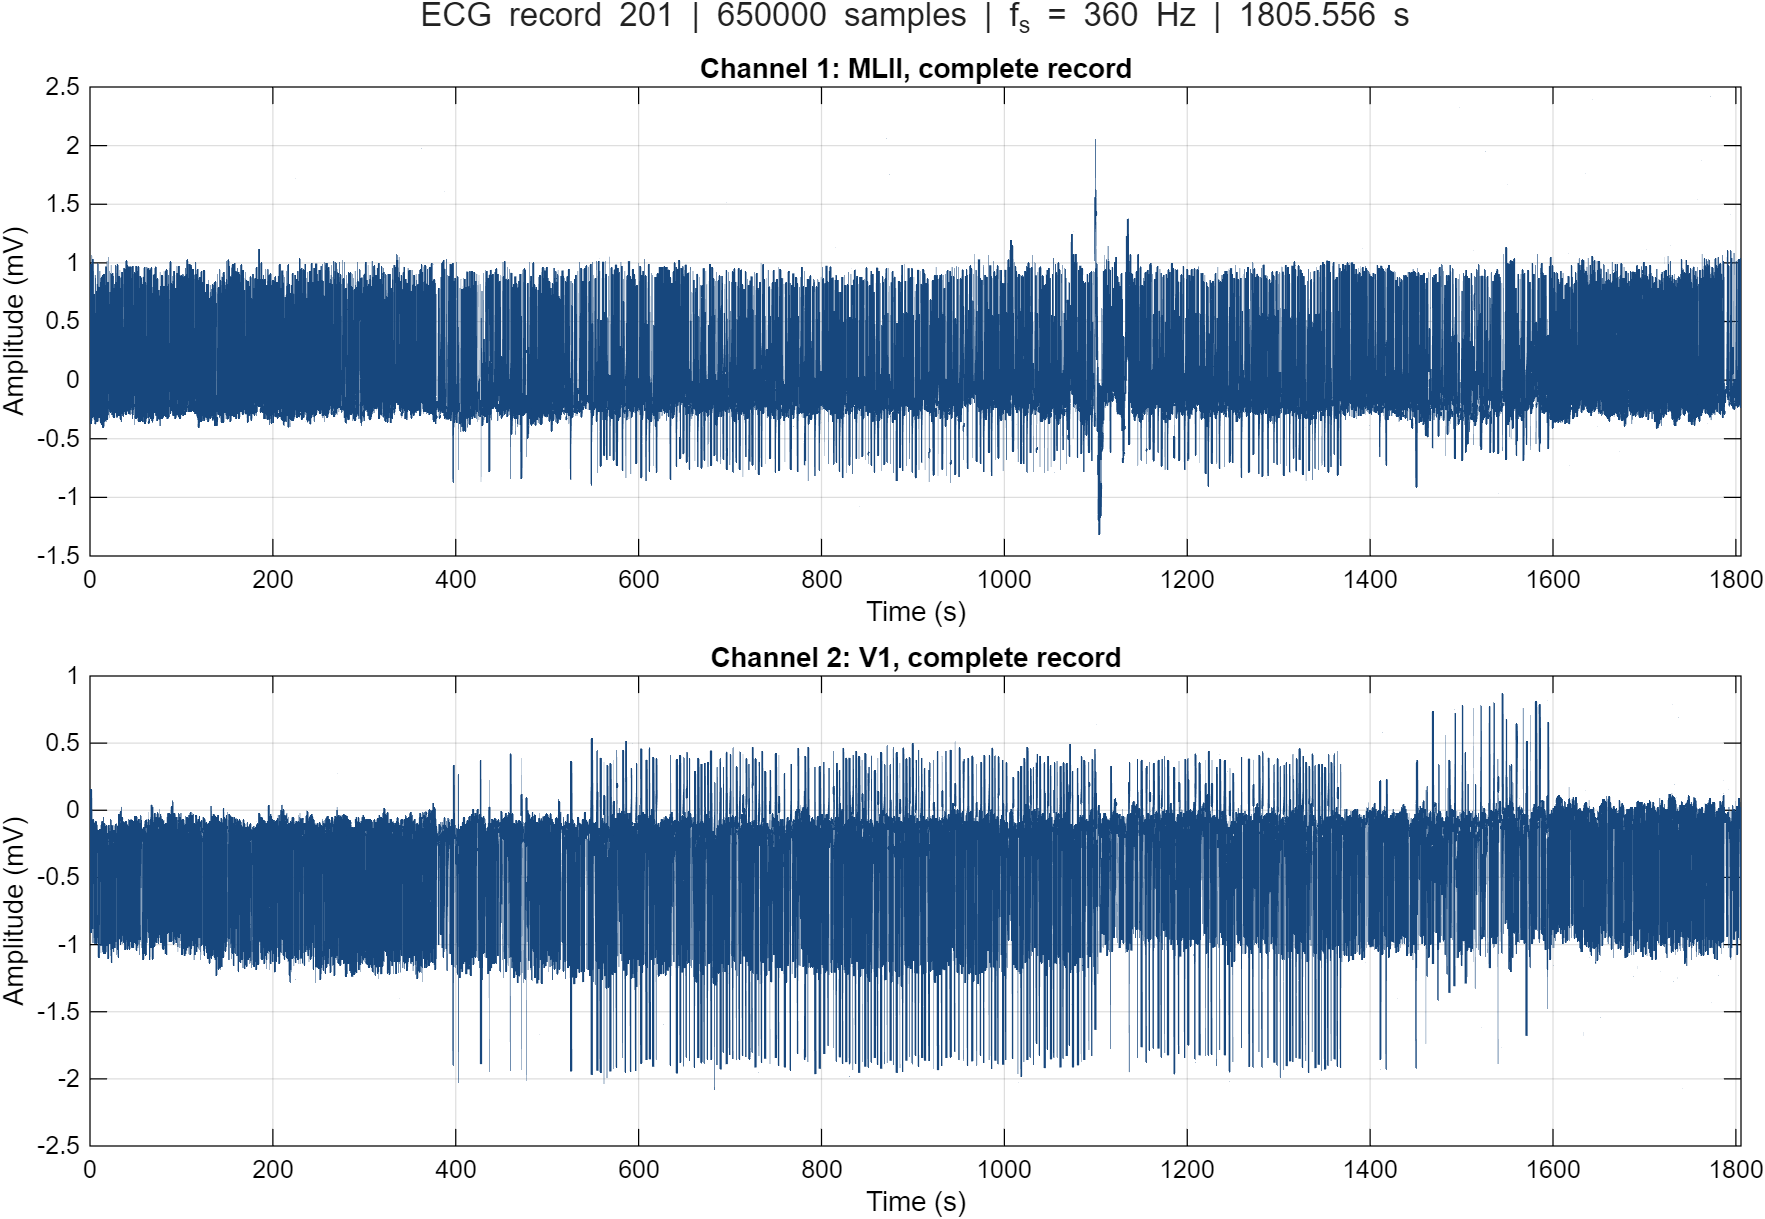 ECG record 201 | 650000 samples | fs = 360 Hz | 1805.556 s
Channel 1: MLII, complete record
2.5
2
1.5
1
0.5
0
-0.5
-1
-1.5
Amplitude (mV)
0 200 400 600 800 1000 1200 1400 1600 1800
Time (s)
Channel 2: V1, complete record
1
0.5
0
-0.5
-1
-1.5
-2
-2.5
Amplitude (mV)
0 200 400 600 800 1000 1200 1400 1600 1800
Time (s)